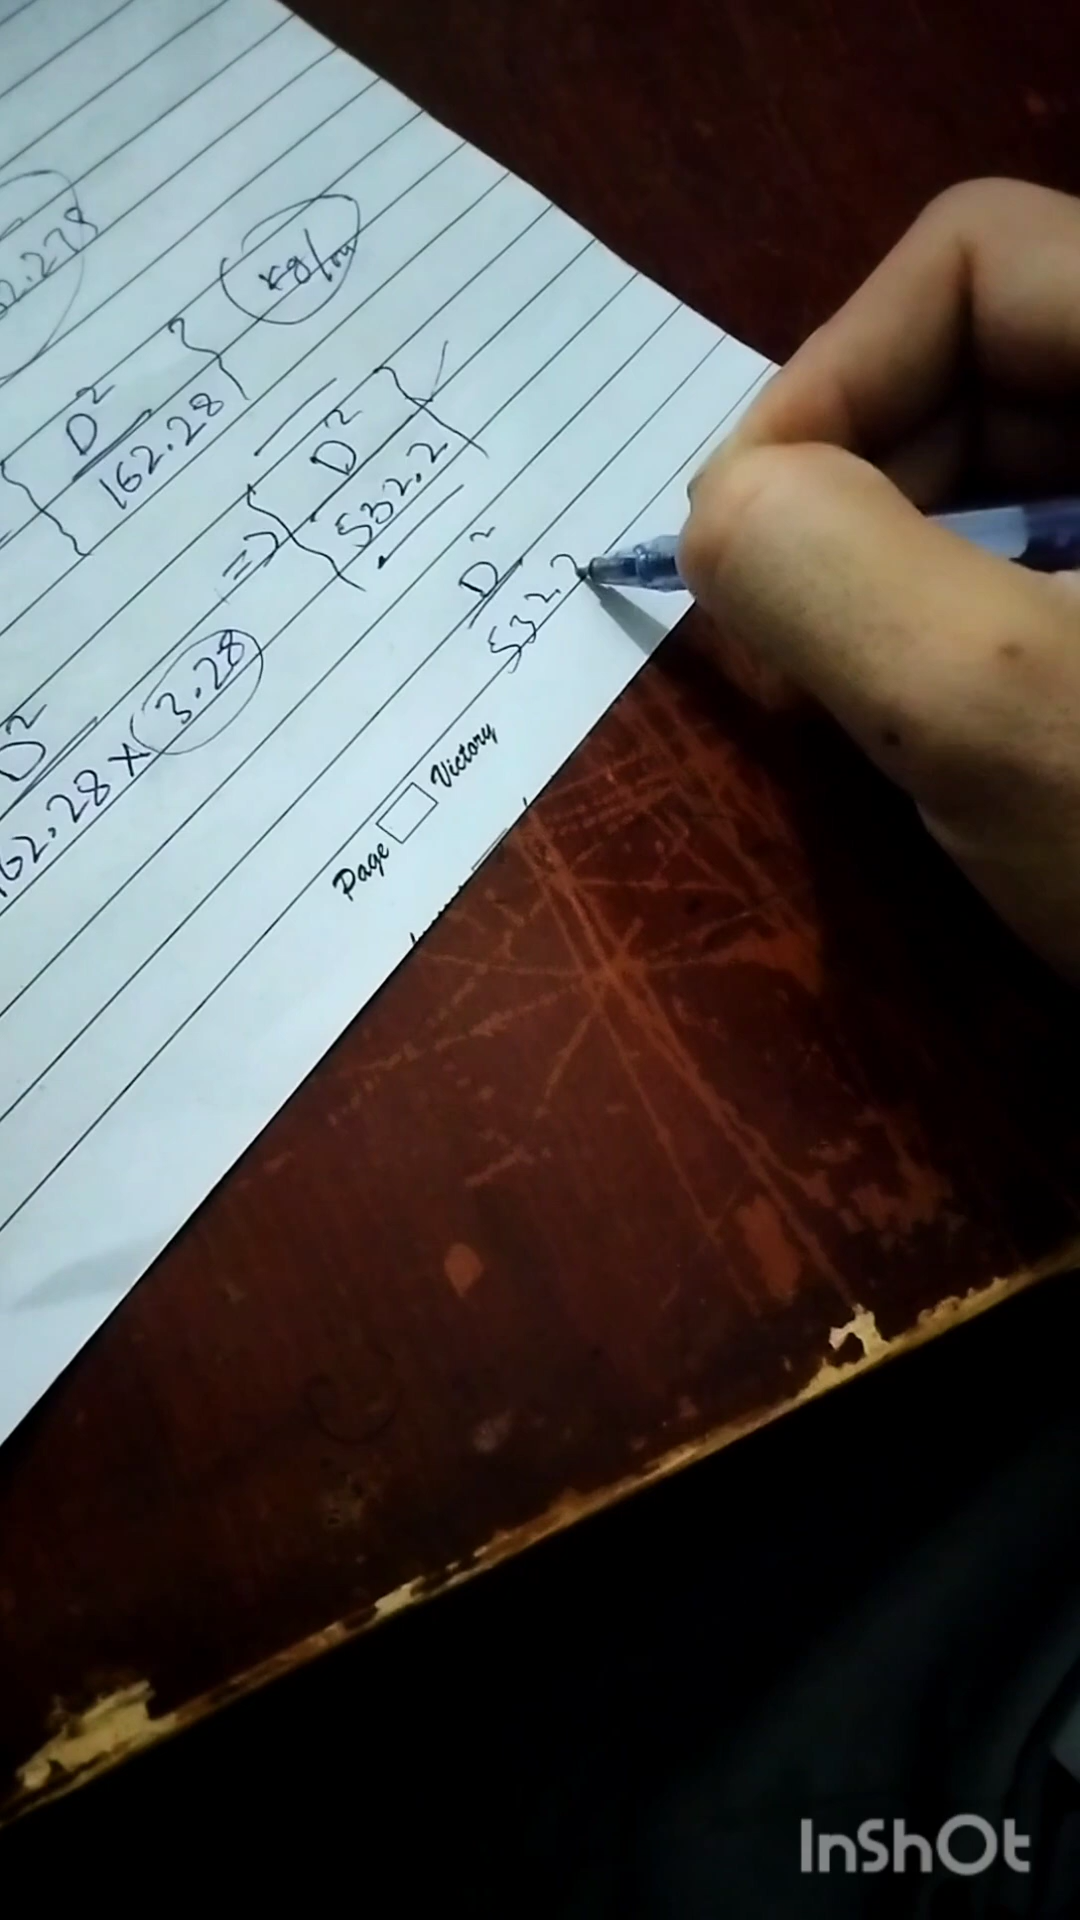 2.278
D²
162.28
kg/m
D²
62.28 × 3.28
=> D²
532.2
D²
532.2
Page Victory
InShOt